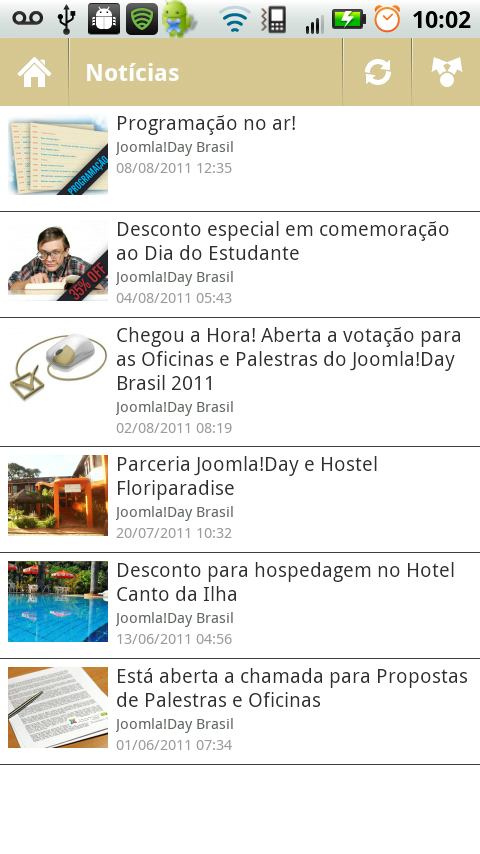 10:02
Notícias
Programação no ar!
Joomla!Day Brasil
08/08/2011 12:35
PROGRAMAÇÃO
Desconto especial em comemoração
ao Dia do Estudante
Joomla!Day Brasil
04/08/2011 05:43
35% OFF
Chegou a Hora! Aberta a votação para
as Oficinas e Palestras do Joomla!Day
Brasil 2011
Joomla!Day Brasil
02/08/2011 08:19
Parceria Joomla!Day e Hostel
Floriparadise
Joomla!Day Brasil
20/07/2011 10:32
Desconto para hospedagem no Hotel
Canto da Ilha
Joomla!Day Brasil
13/06/2011 04:56
Está aberta a chamada para Propostas
de Palestras e Oficinas
Joomla!Day Brasil
01/06/2011 07:34